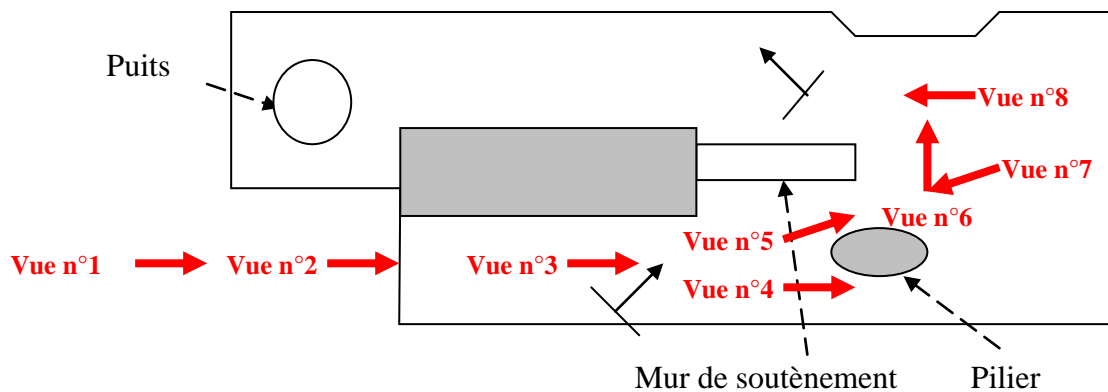 Puits
Vue n°8
Vue n°7
Vue n°6
Vue n°5
Vue n°1
Vue n°2
Vue n°3
Vue n°4
Mur de soutènement
Pilier